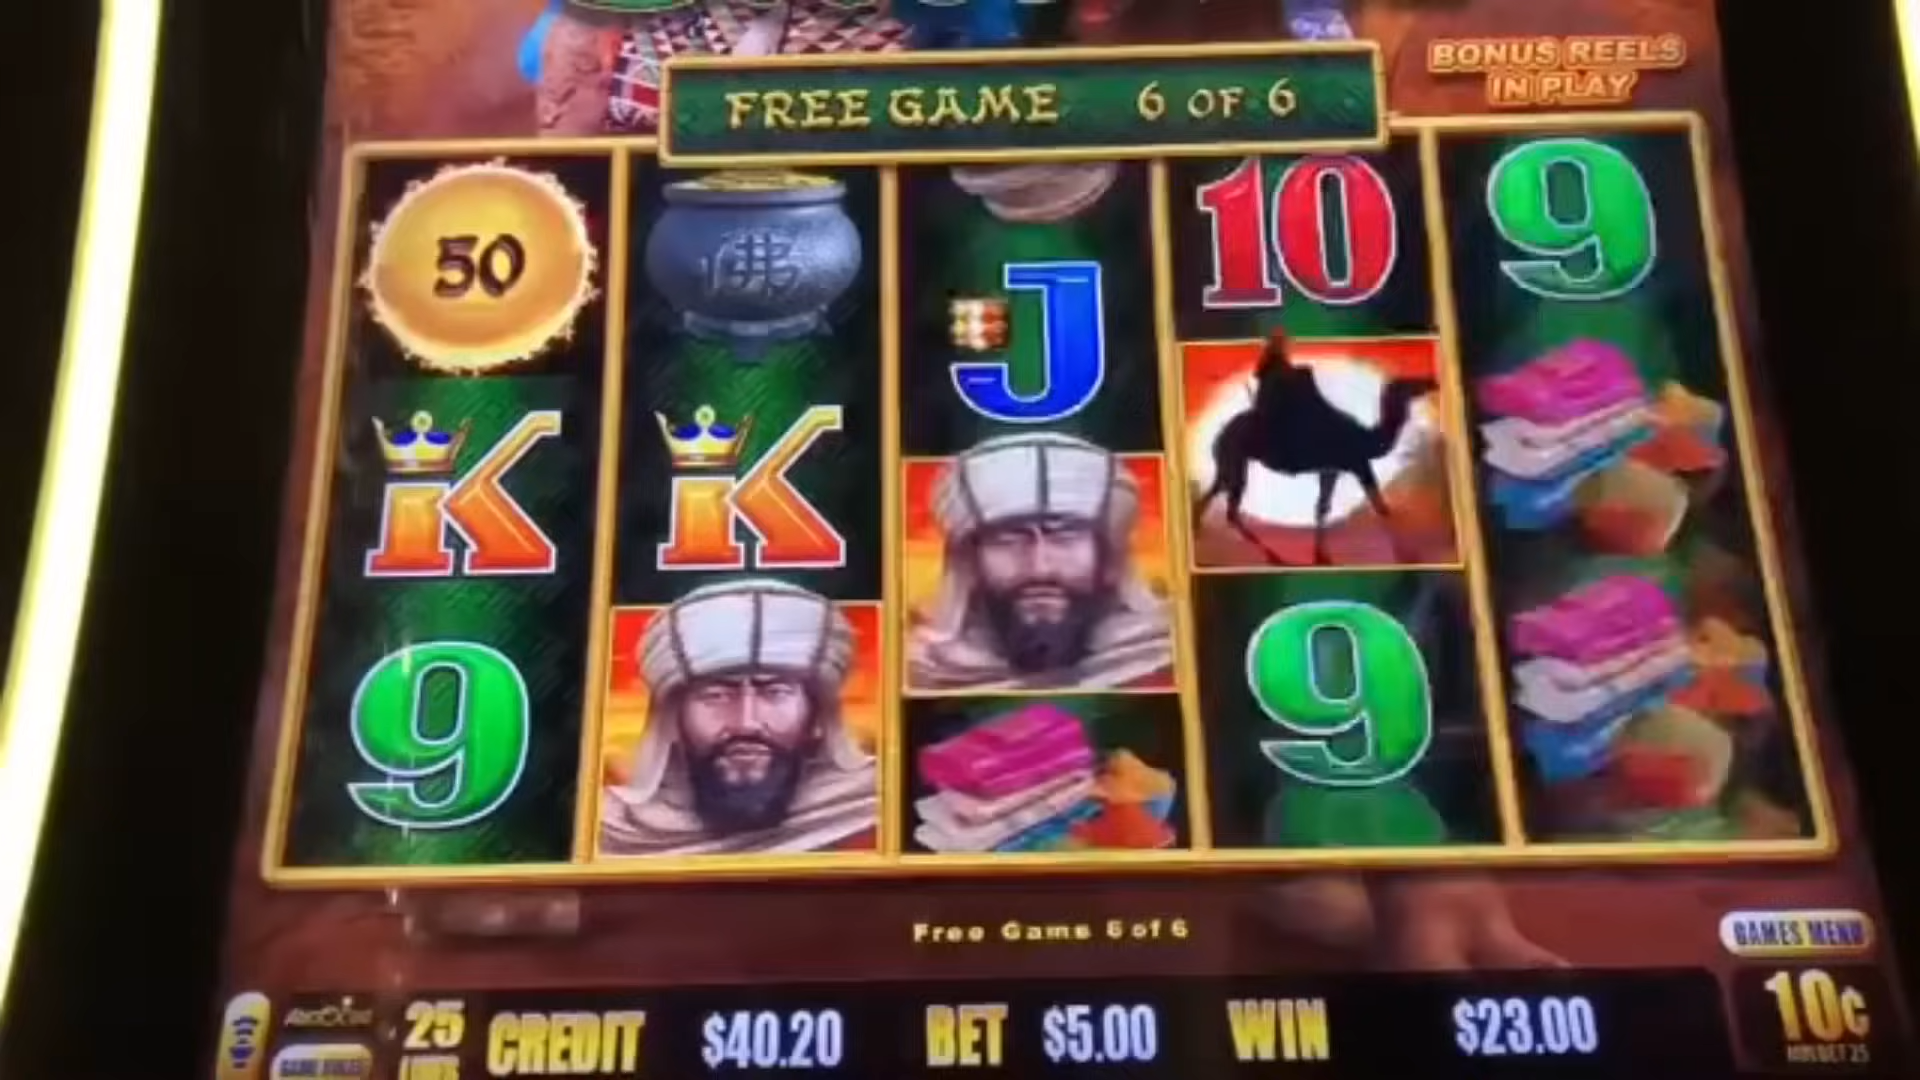 BONUS REELS
IN PLAY
FREE GAME 6 OF 6
50
10
9
J
K
K
9
9
Free Game 6 of 6
GAMES MENU
25 LINES CREDIT $40.20 BET $5.00 WIN $23.00 10¢